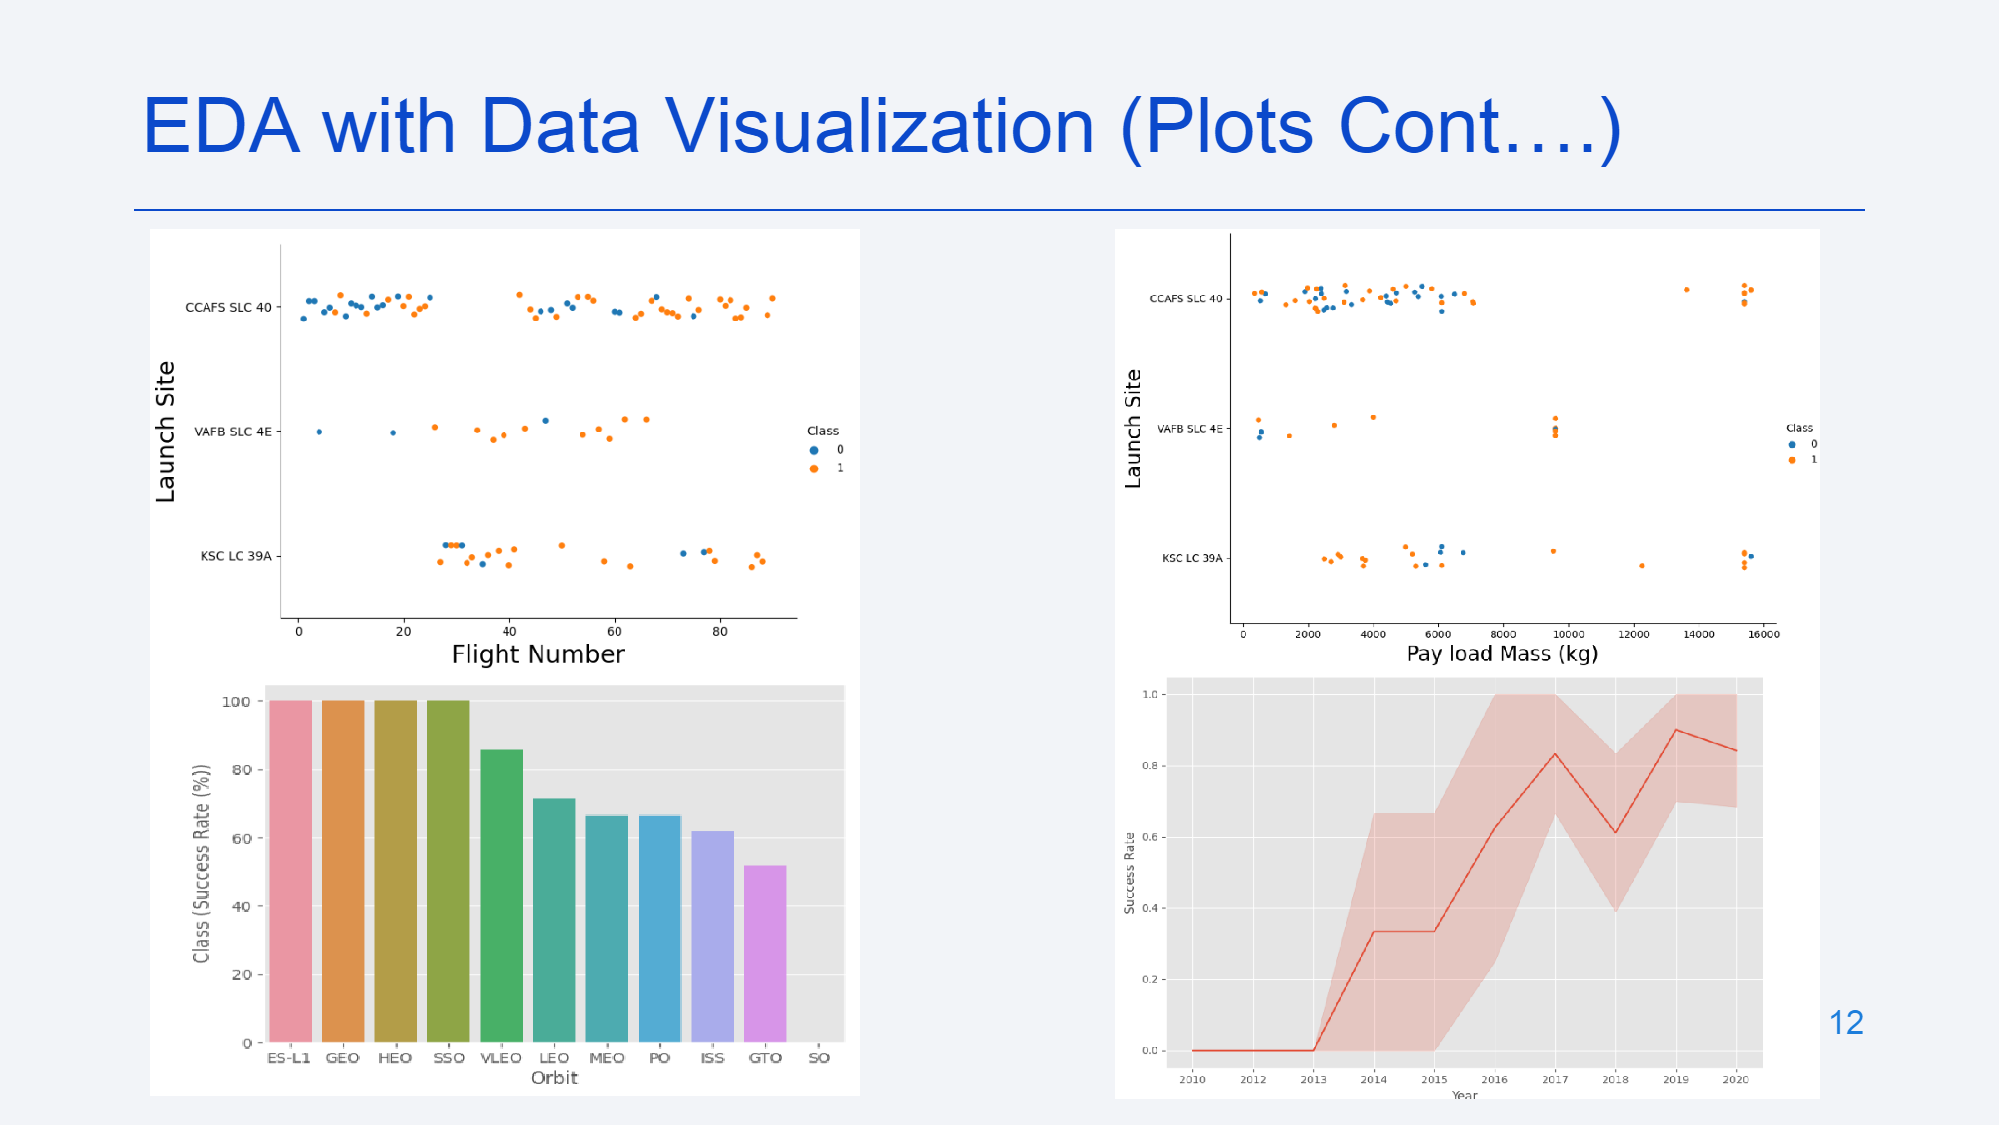 EDA with Data Visualization (Plots Cont….)
Launch Site
CCAFS SLC 40
VAFB SLC 4E
KSC LC 39A
0 20 40 60 80
Flight Number
Class
0
1
Launch Site
CCAFS SLC 40
VAFB SLC 4E
KSC LC 39A
0 2000 4000 6000 8000 10000 12000 14000 16000
Pay load Mass (kg)
Class
0
1
Class (Success Rate (%))
100
80
60
40
20
0
ES-L1 GEO HEO SSO VLEO LEO MEO PO ISS GTO SO
Orbit
Success Rate
1.0
0.8
0.6
0.4
0.2
0.0
2010 2012 2013 2014 2015 2016 2017 2018 2019 2020
Year
12